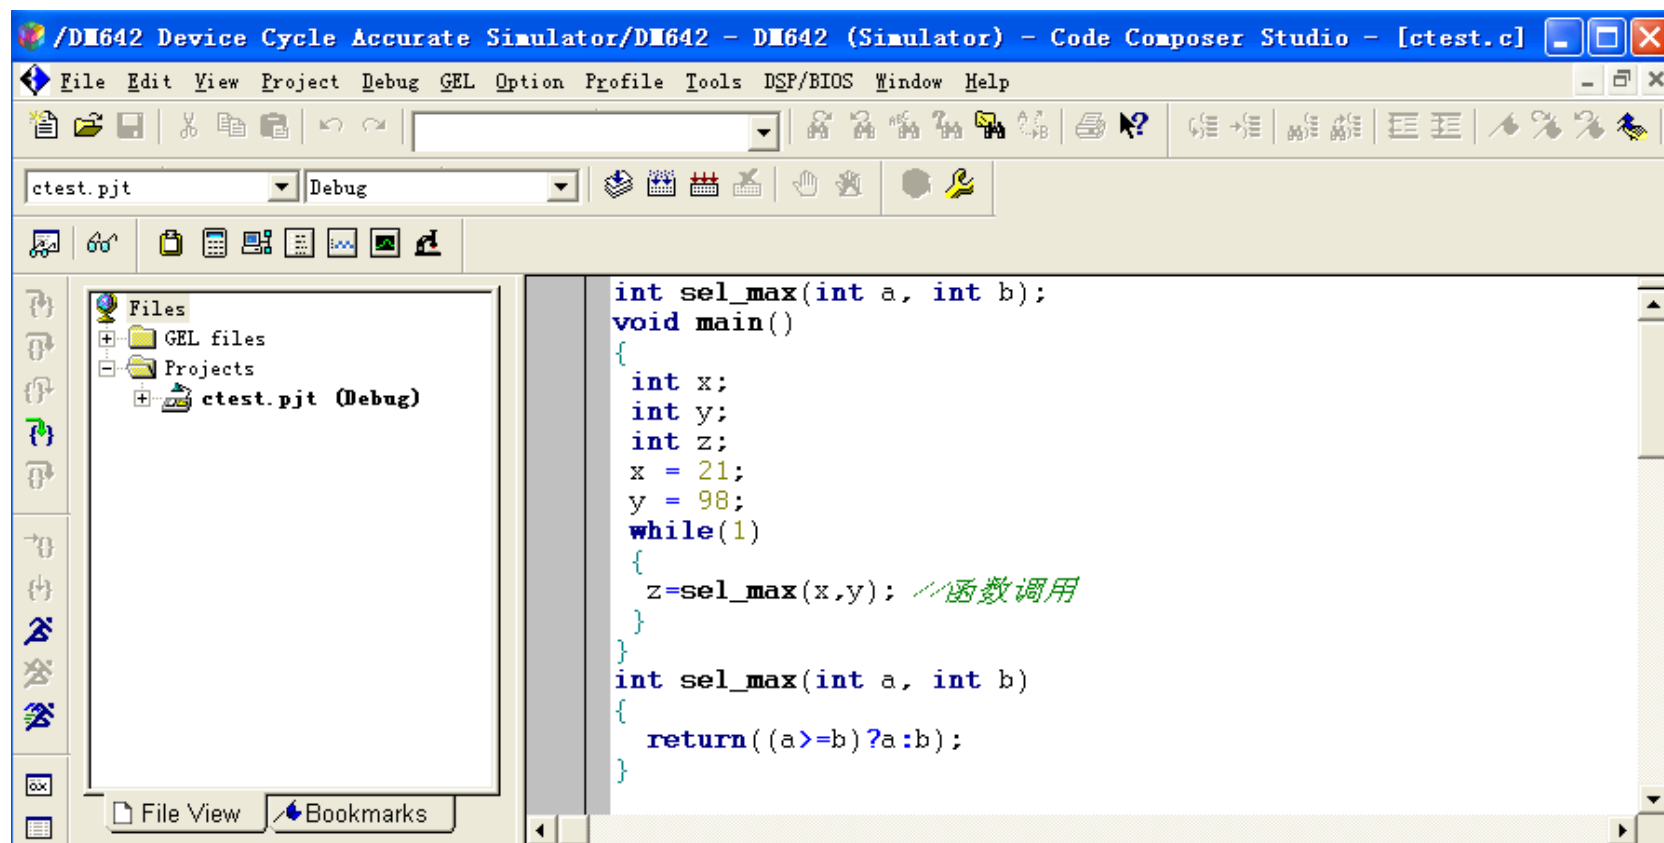 /DM642 Device Cycle Accurate Simulator/DM642 - DM642 (Simulator) - Code Composer Studio - [ctest.c]
File Edit View Project Debug GEL Option Profile Tools DSP/BIOS Window Help
ctest.pjt Debug
Files
GEL files
Projects
ctest.pjt (Debug)
File View Bookmarks
int sel_max(int a, int b);
void main()
{
int x;
int y;
int z;
x = 21;
y = 98;
while(1)
{
z=sel_max(x,y); //函数调用
}
}
int sel_max(int a, int b)
{
return((a>=b)?a:b);
}